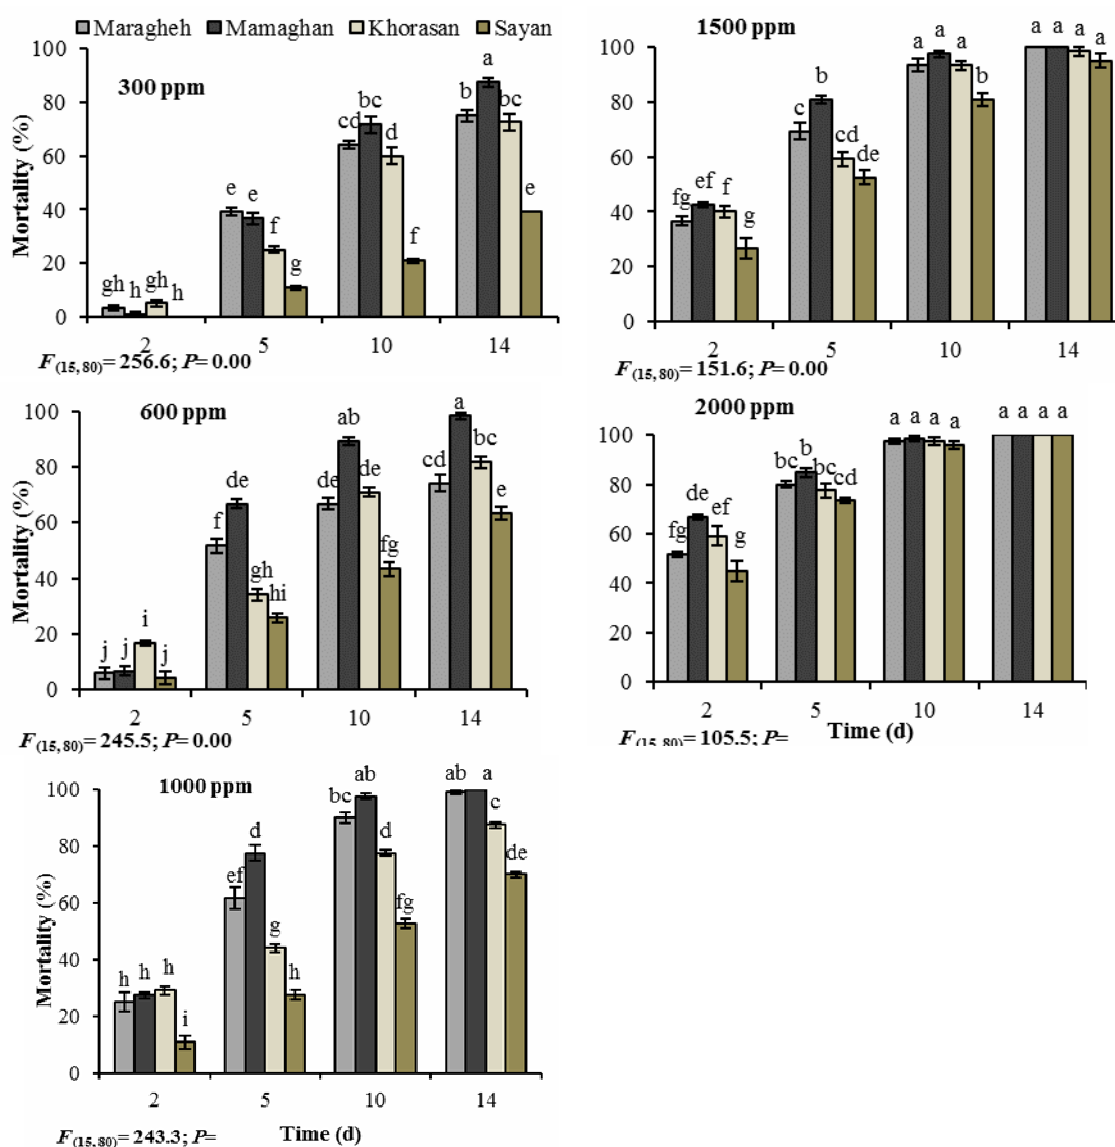 Maragheh Mamaghan Khorasan Sayan
300 ppm
Mortality (%)
100
80
60
40
20
0
gh h gh h
e e f g
cd bc d f
b a bc e
2 5 10 14
F(15,80)= 256.6; P= 0.00
1500 ppm
Mortality (%)
100
80
60
40
20
0
fg ef f g
c b cd de
a a a b
a a a a
2 5 10 14
F(15,80)= 151.6; P= 0.00
600 ppm
Mortality (%)
100
80
60
40
20
0
j j i j
f de gh hi
de ab de fg
cd a bc e
2 5 10 14
F(15,80)= 245.5; P= 0.00
2000 ppm
Mortality (%)
100
80
60
40
20
0
fg de ef g
bc b bc cd
a a a a
a a a a
2 5 10 14
F(15,80)= 105.5; P=
Time (d)
1000 ppm
Mortality (%)
100
80
60
40
20
0
h h h i
ef d g h
bc ab d fg
ab a c de
2 5 10 14
F(15,80)= 243.3; P=
Time (d)